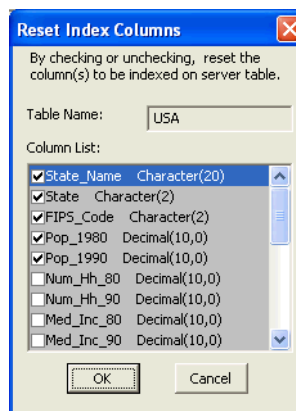 Reset Index Columns
By checking or unchecking, reset the
column(s) to be indexed on server table.
Table Name:
USA
Column List:
State_Name Character(20)
State Character(2)
FIPS_Code Character(2)
Pop_1980 Decimal(10,0)
Pop_1990 Decimal(10,0)
Num_Hh_80 Decimal(10,0)
Num_Hh_90 Decimal(10,0)
Med_Inc_80 Decimal(10,0)
Med_Inc_90 Decimal(10,0)
OK
Cancel